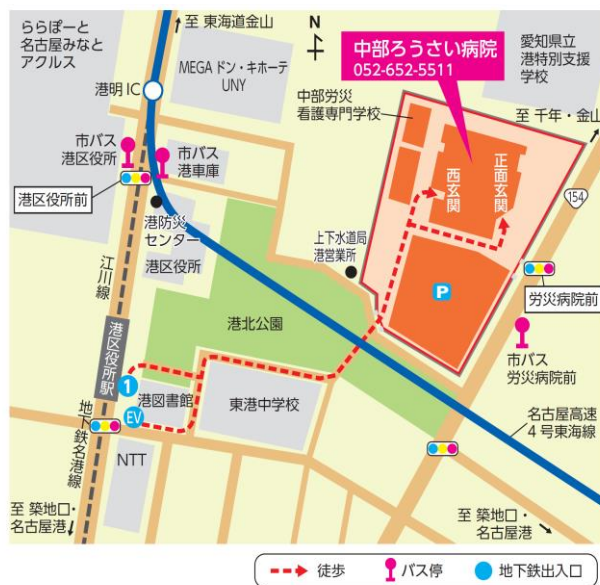 至 東海道金山
N
ららぽーと
名古屋みなと
アクルス
MEGA ドン・キホーテ
UNY
中部ろうさい病院
052-652-5511
愛知県立
港特別支援
学校
港明IC
中部労災
看護専門学校
至 千年・金山
市バス
港区役所
市バス
港車庫
西玄関
正面玄関
154
港区役所前
港防災
センター
上下水道局
港営業所
港区役所
P
労災病院前
江川線
港北公園
市バス
労災病院前
港区役所駅
1
港図書館
東港中学校
EV
名古屋高速
4号東海線
地下鉄名港線
NTT
至 築地口・
名古屋港
至 築地口・
名古屋港
徒歩
バス停
地下鉄出入口